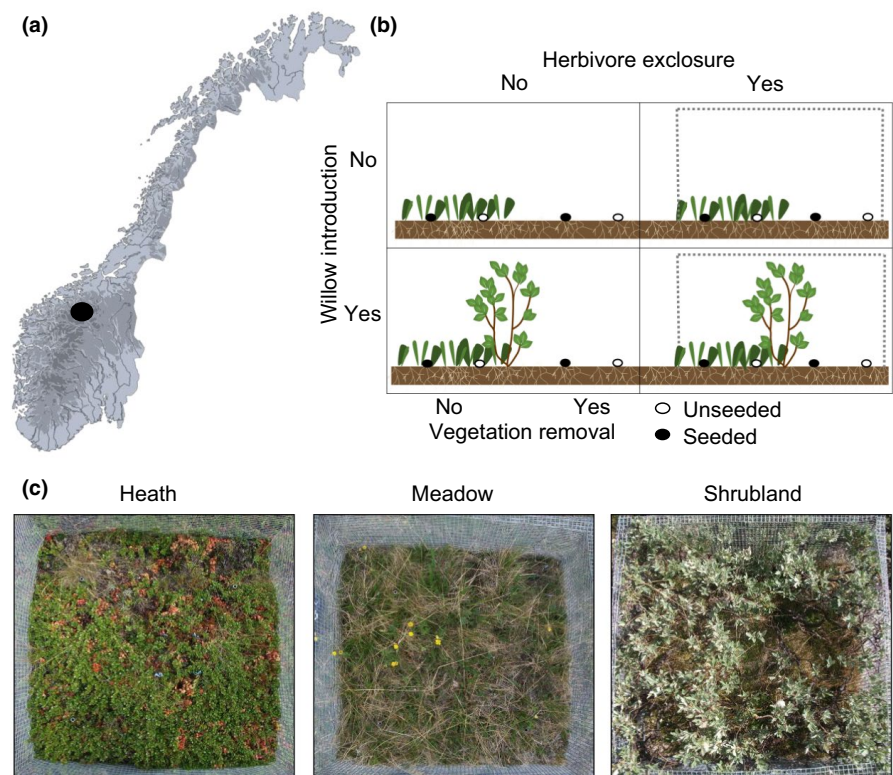 (a)
(b)
Herbivore exclosure
No Yes
Willow introduction
No
Yes
No Yes
Vegetation removal
Unseeded
Seeded
(c)
Heath Meadow Shrubland